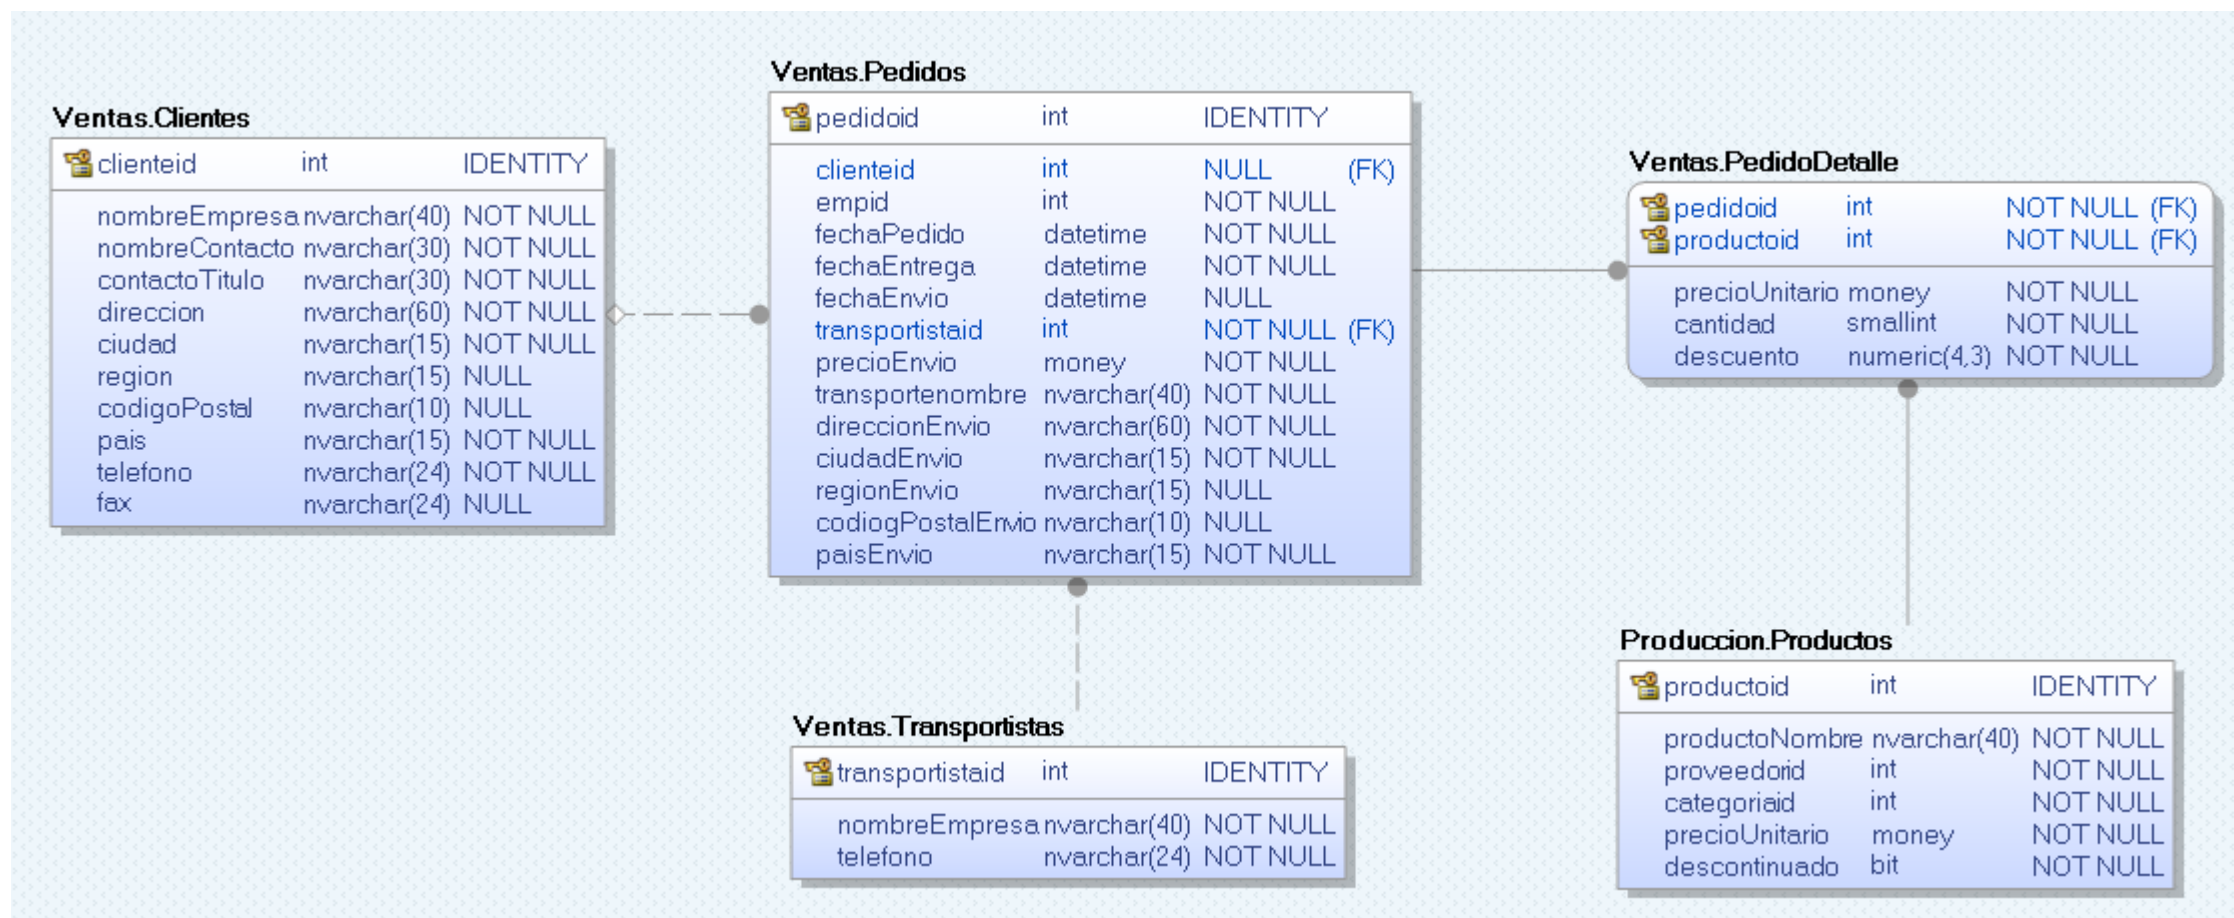 Ventas.Clientes
clienteid int IDENTITY
nombreEmpresa nvarchar(40) NOT NULL
nombreContacto nvarchar(30) NOT NULL
contactoTitulo nvarchar(30) NOT NULL
direccion nvarchar(60) NOT NULL
ciudad nvarchar(15) NOT NULL
region nvarchar(15) NULL
codigoPostal nvarchar(10) NULL
pais nvarchar(15) NOT NULL
telefono nvarchar(24) NOT NULL
fax nvarchar(24) NULL
Ventas.Pedidos
pedidoid int IDENTITY
clienteid int NULL (FK)
empid int NOT NULL
fechaPedido datetime NOT NULL
fechaEntrega datetime NOT NULL
fechaEnvio datetime NULL
transportistaid int NOT NULL (FK)
precioEnvio money NOT NULL
transportenombre nvarchar(40) NOT NULL
direccionEnvio nvarchar(60) NOT NULL
ciudadEnvio nvarchar(15) NOT NULL
regionEnvio nvarchar(15) NULL
codiogPostalEnvio nvarchar(10) NULL
paisEnvio nvarchar(15) NOT NULL
Ventas.PedidoDetalle
pedidoid int NOT NULL (FK)
productoid int NOT NULL (FK)
precioUnitario money NOT NULL
cantidad smallint NOT NULL
descuento numeric(4,3) NOT NULL
Ventas.Transportistas
transportistaid int IDENTITY
nombreEmpresa nvarchar(40) NOT NULL
telefono nvarchar(24) NOT NULL
Produccion.Productos
productoid int IDENTITY
productoNombre nvarchar(40) NOT NULL
proveedorid int NOT NULL
categoriaid int NOT NULL
precioUnitario money NOT NULL
descontinuado bit NOT NULL